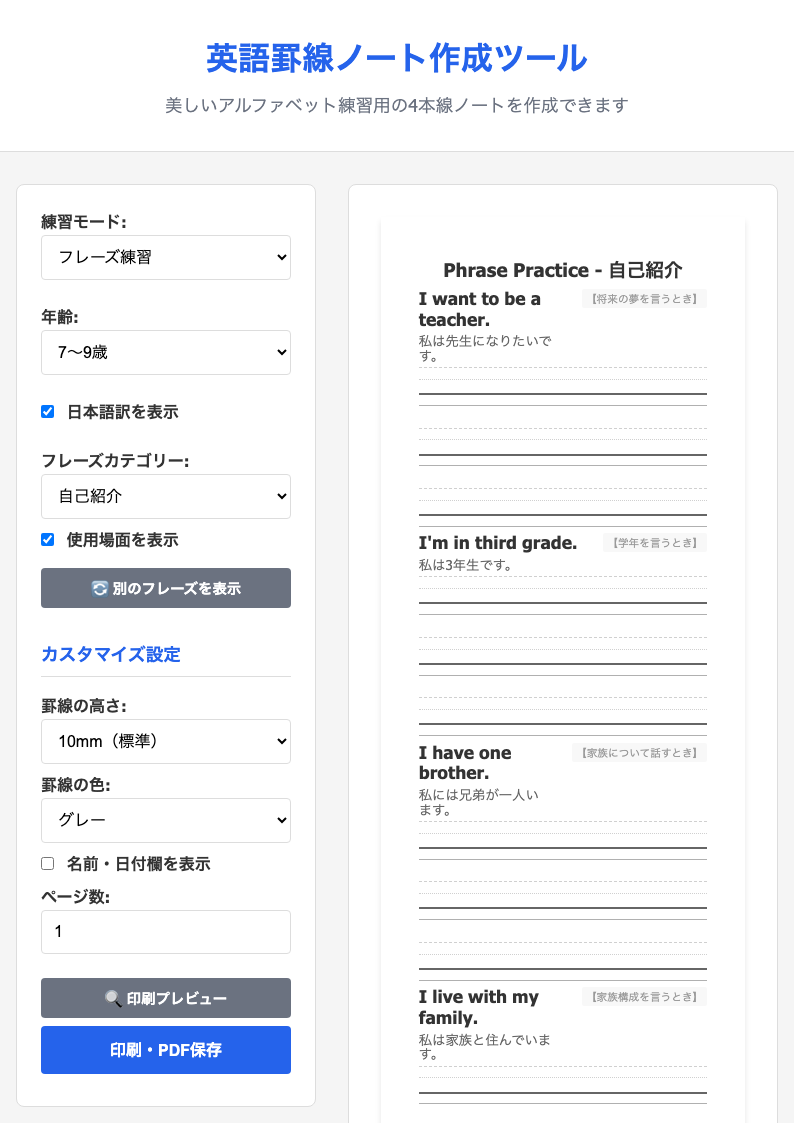 英語罫線ノート作成ツール
美しいアルファベット練習用の4本線ノートを作成できます
練習モード:
フレーズ練習
年齢:
7〜9歳
日本語訳を表示
フレーズカテゴリー:
自己紹介
使用場面を表示
🔄 別のフレーズを表示
カスタマイズ設定
罫線の高さ:
10mm（標準）
罫線の色:
グレー
名前・日付欄を表示
ページ数:
1
🔍 印刷プレビュー
印刷・PDF保存
Phrase Practice - 自己紹介
I want to be a
teacher.
【将来の夢を言うとき】
私は先生になりたいで
す。
I'm in third grade.
【学年を言うとき】
私は3年生です。
I have one
brother.
【家族について話すとき】
私には兄弟が一人い
ます。
I live with my
family.
【家族構成を言うとき】
私は家族と住んでいま
す。